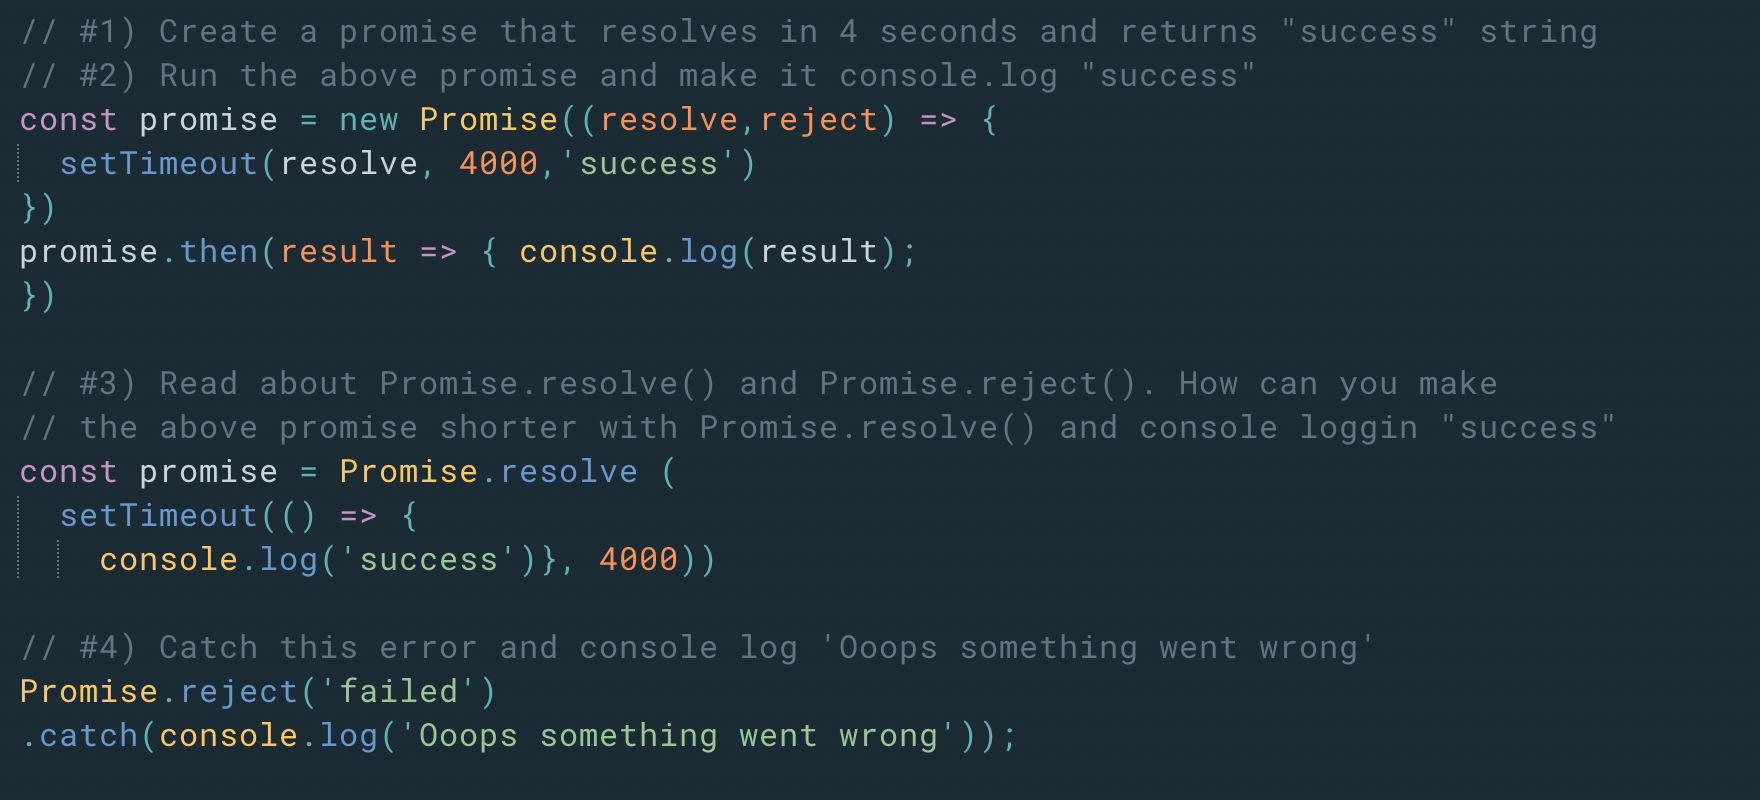 // #1) Create a promise that resolves in 4 seconds and returns "success" string
// #2) Run the above promise and make it console.log "success"
const promise = new Promise((resolve,reject) => {
  setTimeout(resolve, 4000,'success')
})
promise.then(result => { console.log(result);
})
// #3) Read about Promise.resolve() and Promise.reject(). How can you make
// the above promise shorter with Promise.resolve() and console loggin "success"
const promise = Promise.resolve (
  setTimeout(() => {
    console.log('success')}, 4000))
// #4) Catch this error and console log 'Ooops something went wrong'
Promise.reject('failed')
.catch(console.log('Ooops something went wrong'));